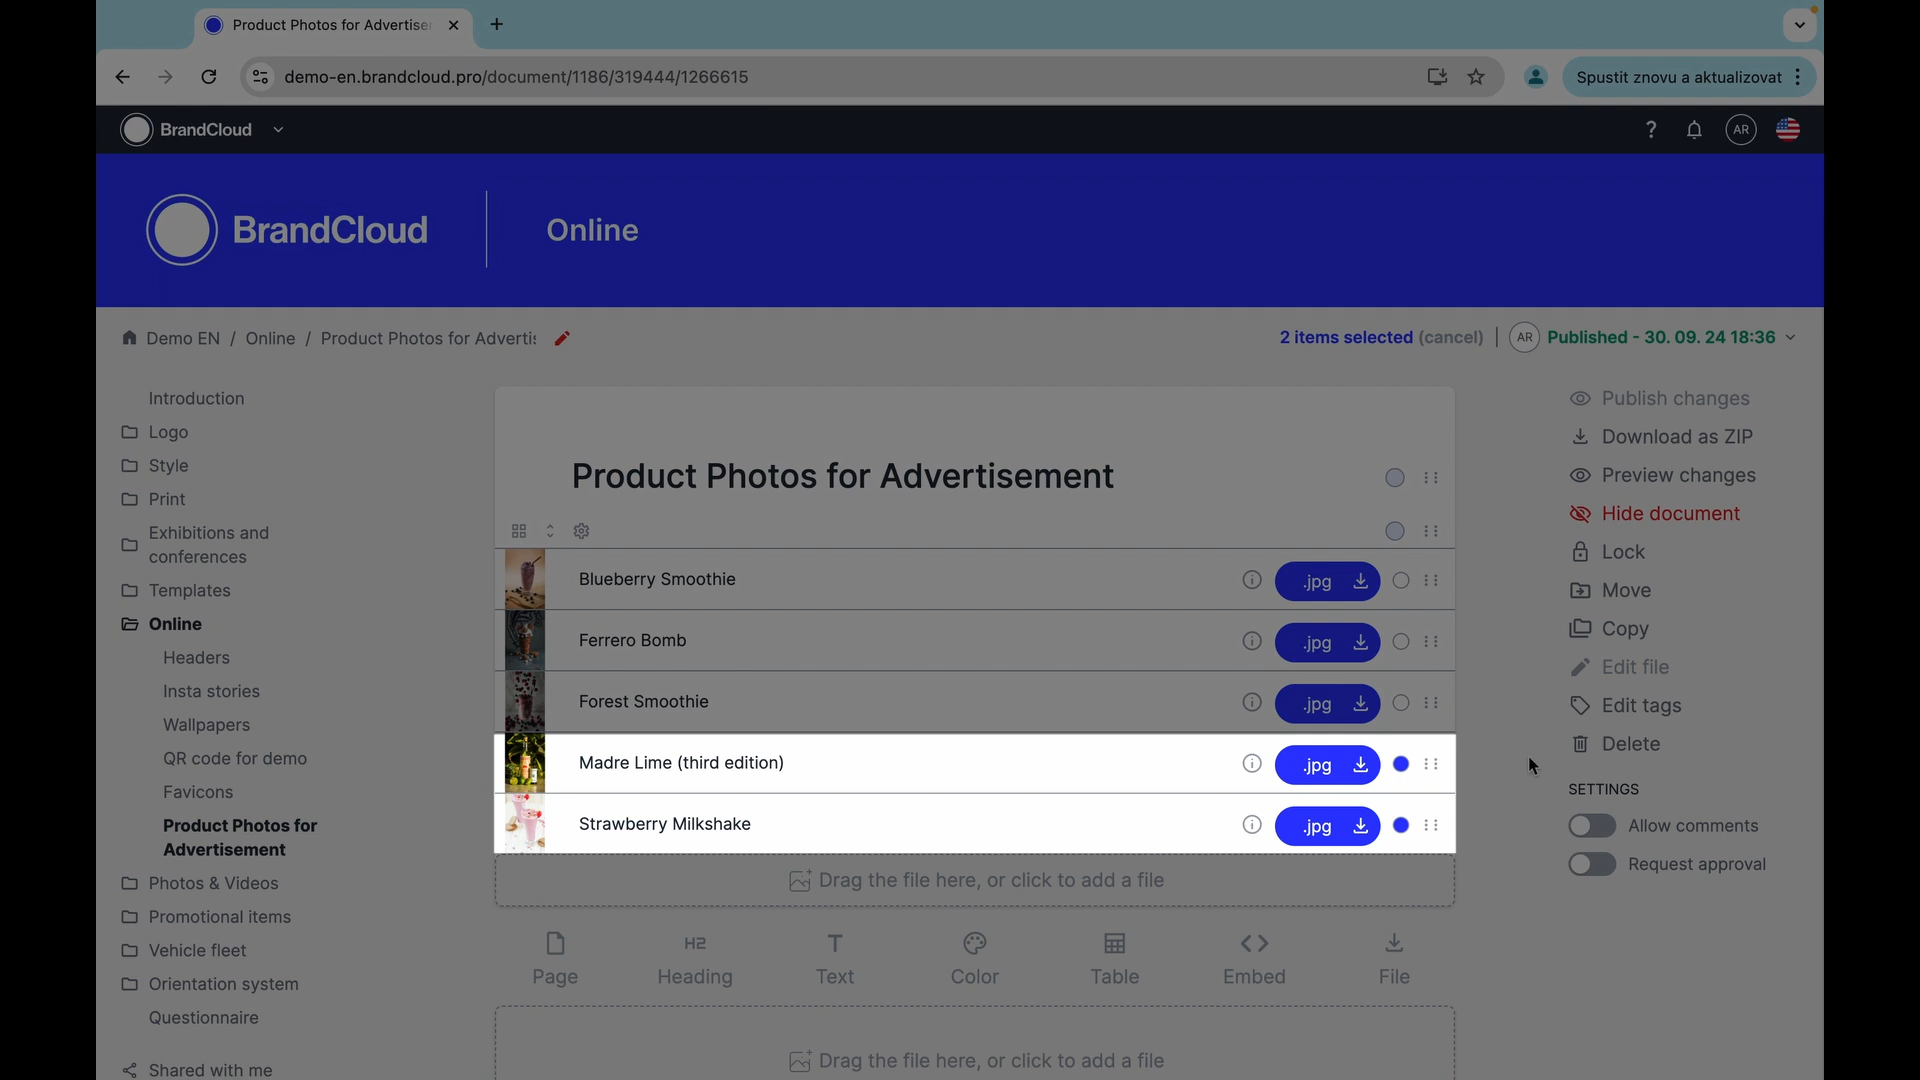 Product Photos for Advertise
demo-en.brandcloud.pro/document/1186/319444/1266615
Spustit znovu a aktualizovat
BrandCloud
? AR
BrandCloud
Online
Demo EN / Online / Product Photos for Adverti
2 items selected (cancel)
AR Published - 30. 09. 24 18:36
Introduction
Logo
Style
Print
Exhibitions and
conferences
Templates
Online
Headers
Insta stories
Wallpapers
QR code for demo
Favicons
Product Photos for
Advertisement
Photos & Videos
Promotional items
Vehicle fleet
Orientation system
Questionnaire
Shared with me
Product Photos for Advertisement
Blueberry Smoothie .jpg
Ferrero Bomb .jpg
Forest Smoothie .jpg
Madre Lime (third edition) .jpg
Strawberry Milkshake .jpg
Drag the file here, or click to add a file
H2 T
Page Heading Text Color Table Embed File
Drag the file here, or click to add a file
Publish changes
Download as ZIP
Preview changes
Hide document
Lock
Move
Copy
Edit file
Edit tags
Delete
SETTINGS
Allow comments
Request approval